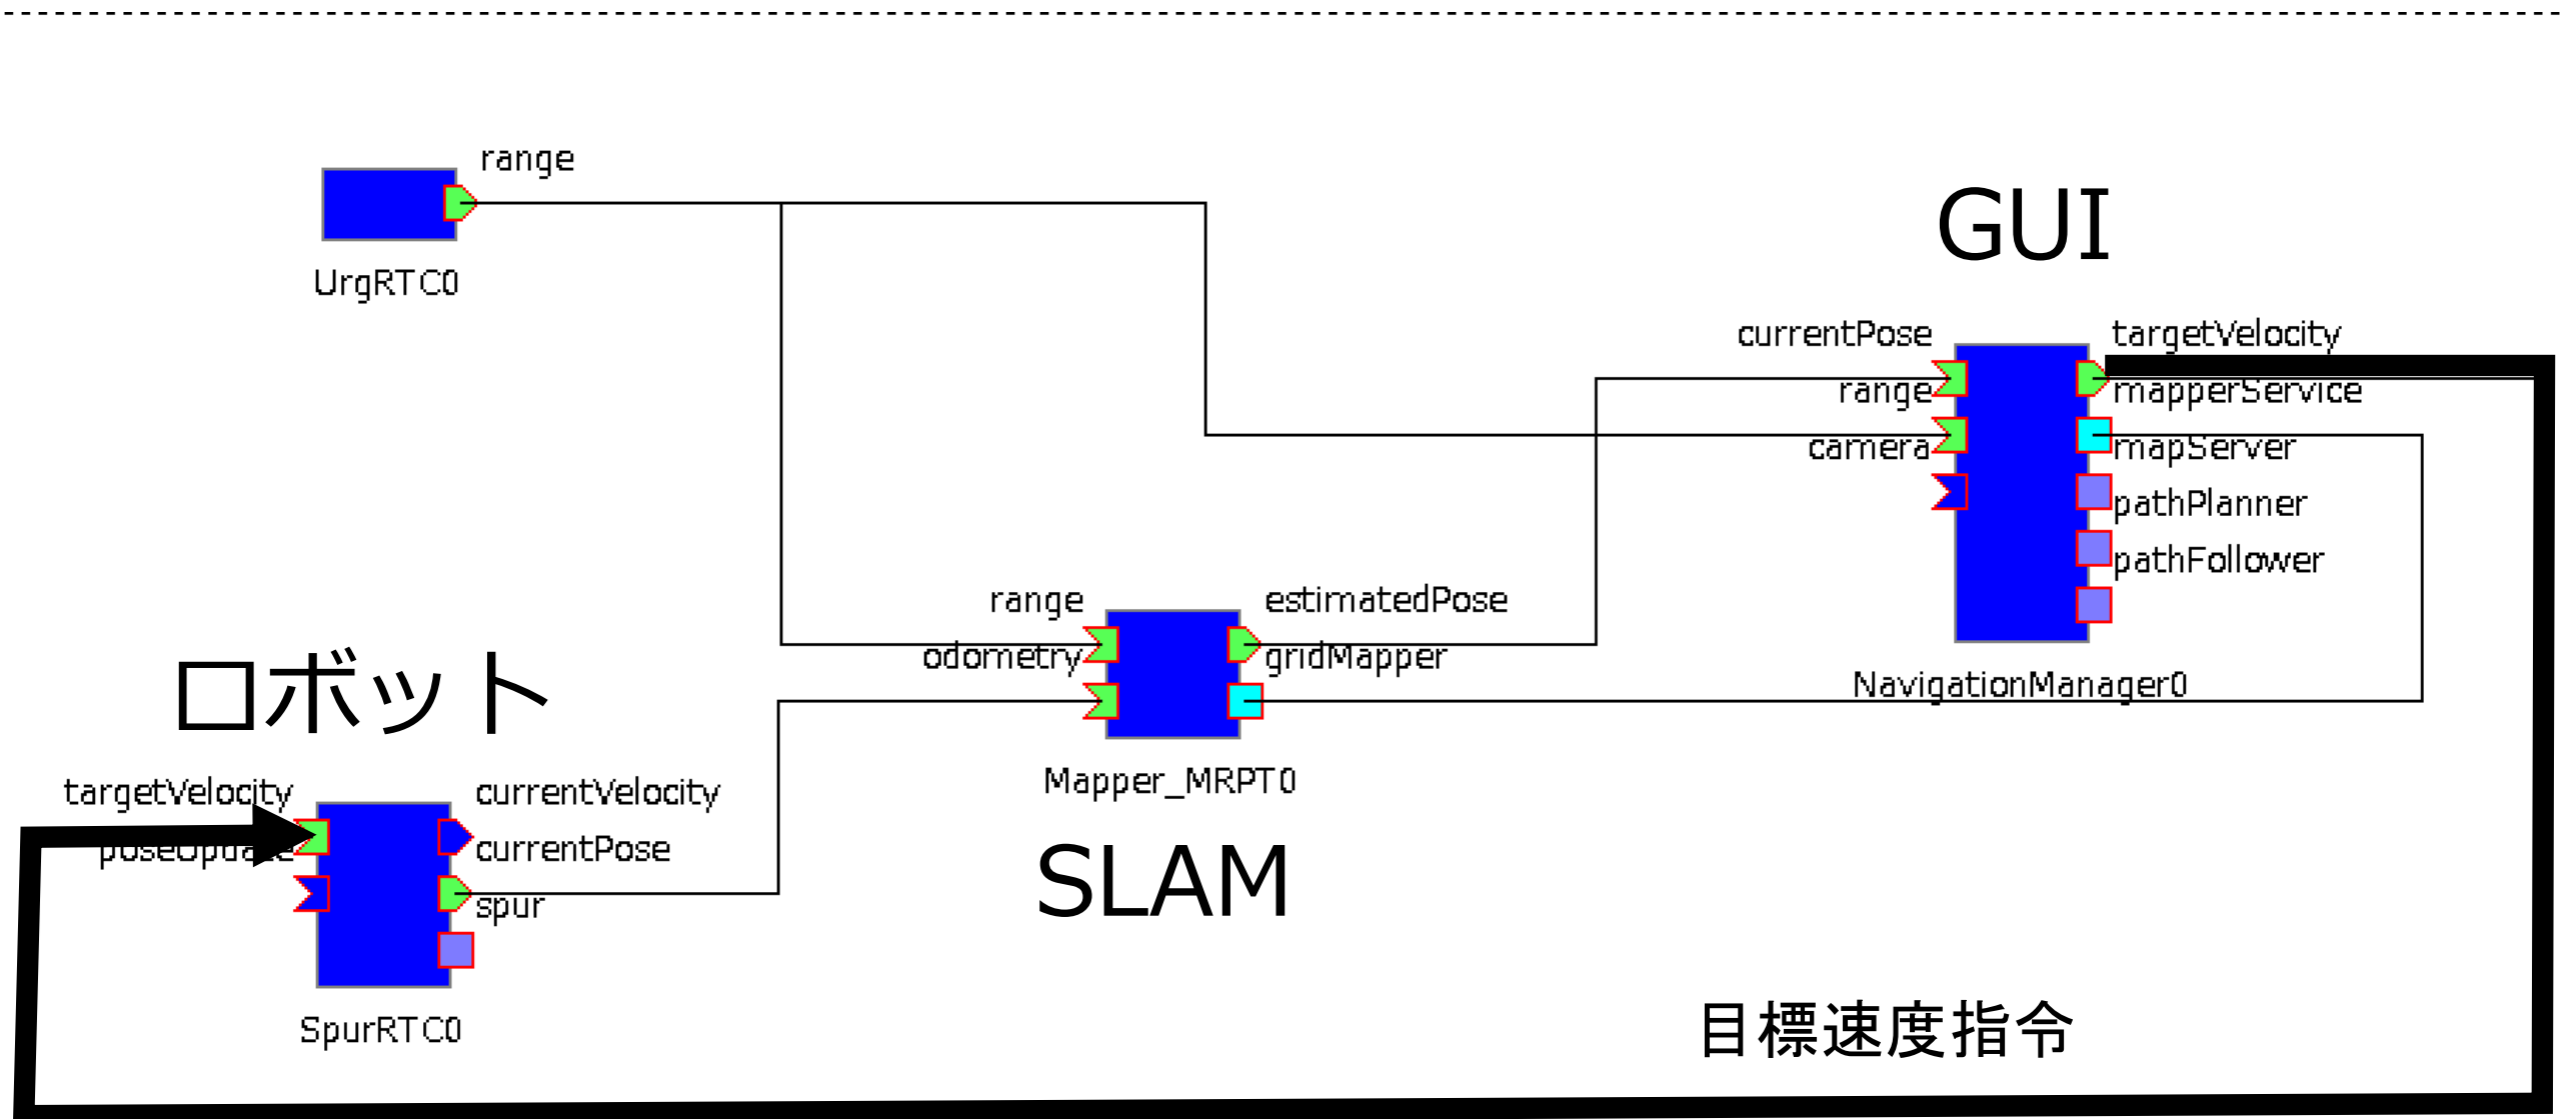 range
UrgRTC0
GUI
currentPose
range
camera
targetVelocity
mapperService
mapServer
pathPlanner
pathFollower
NavigationManager0
range
odometry
estimatedPose
gridMapper
Mapper_MRPT0
SLAM
ロボット
targetVelocity
poseUpdate
currentVelocity
currentPose
spur
SpurRTC0
目標速度指令